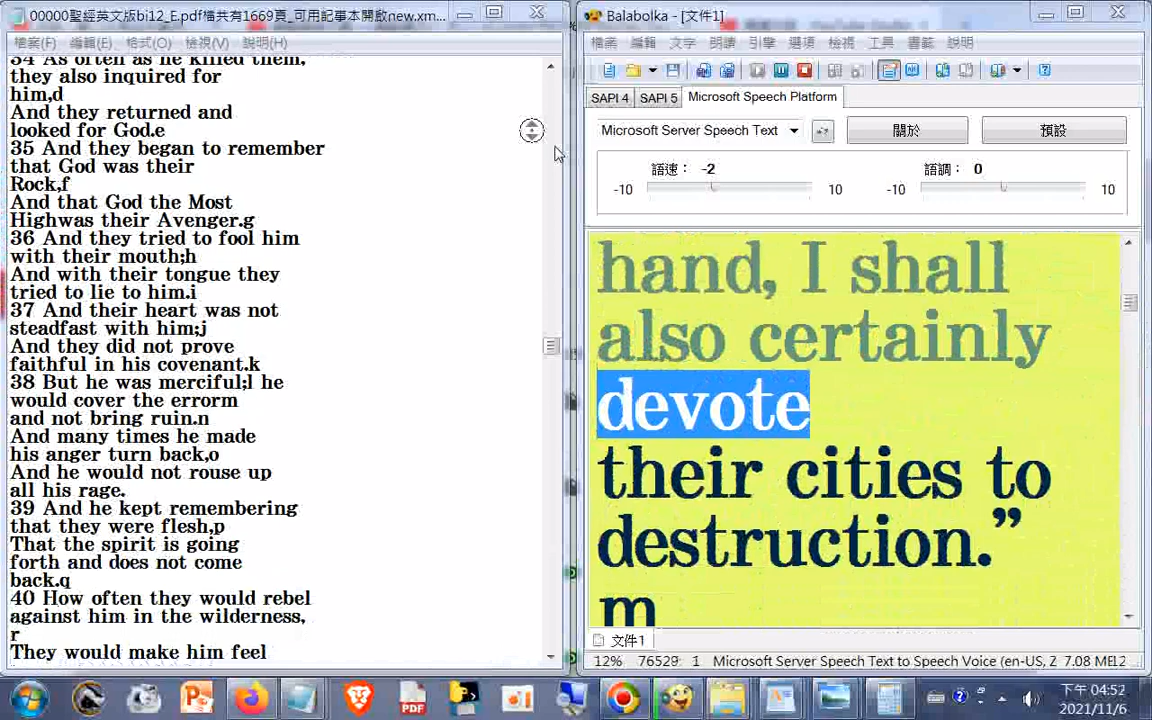 00000聖經英文版bi12_E.pdf檔共有1669頁_可用記事本開啟new.xm...
檔案(F) 編輯(E) 格式(O) 檢視(V) 說明(H)
34 As often as he killed them,
they also inquired for
him,d
And they returned and
looked for God.e
35 And they began to remember
that God was their
Rock,f
And that God the Most
Highwas their Avenger.g
36 And they tried to fool him
with their mouth;h
And with their tongue they
tried to lie to him.i
37 And their heart was not
steadfast with him;j
And they did not prove
faithful in his covenant.k
38 But he was merciful;l he
would cover the errorm
and not bring ruin.n
And many times he made
his anger turn back,o
And he would not rouse up
all his rage.
39 And he kept remembering
that they were flesh,p
That the spirit is going
forth and does not come
back.q
40 How often they would rebel
against him in the wilderness,
r
They would make him feel
Balabolka - [文件1]
檔案 編輯 文字 朗讀 引擎 選項 檢視 工具 書籤 說明
SAPI 4 SAPI 5 Microsoft Speech Platform
Microsoft Server Speech Text 關於 預設
語速： -2 語調： 0
-10 10 -10 10
hand, I shall
also certainly
devote
their cities to
destruction.”
m
文件1
12% 76529: 1 Microsoft Server Speech Text to Speech Voice (en-US, Z 7.08 ME12
PDF
下午 04:52
2021/11/6